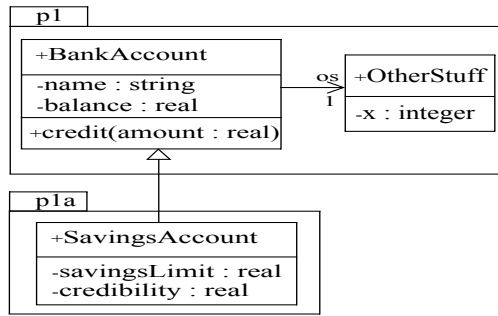 p1
+BankAccount
-name : string
-balance : real
+credit(amount : real)
os
1
+OtherStuff
-x : integer
p1a
+SavingsAccount
-savingsLimit : real
-credibility : real